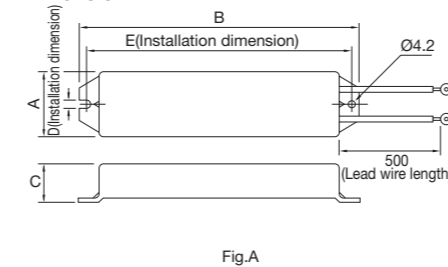 B
E(Installation dimension)
Ø4.2
A
D(Installation dimension)
500
(Lead wire length)
C
Fig.A